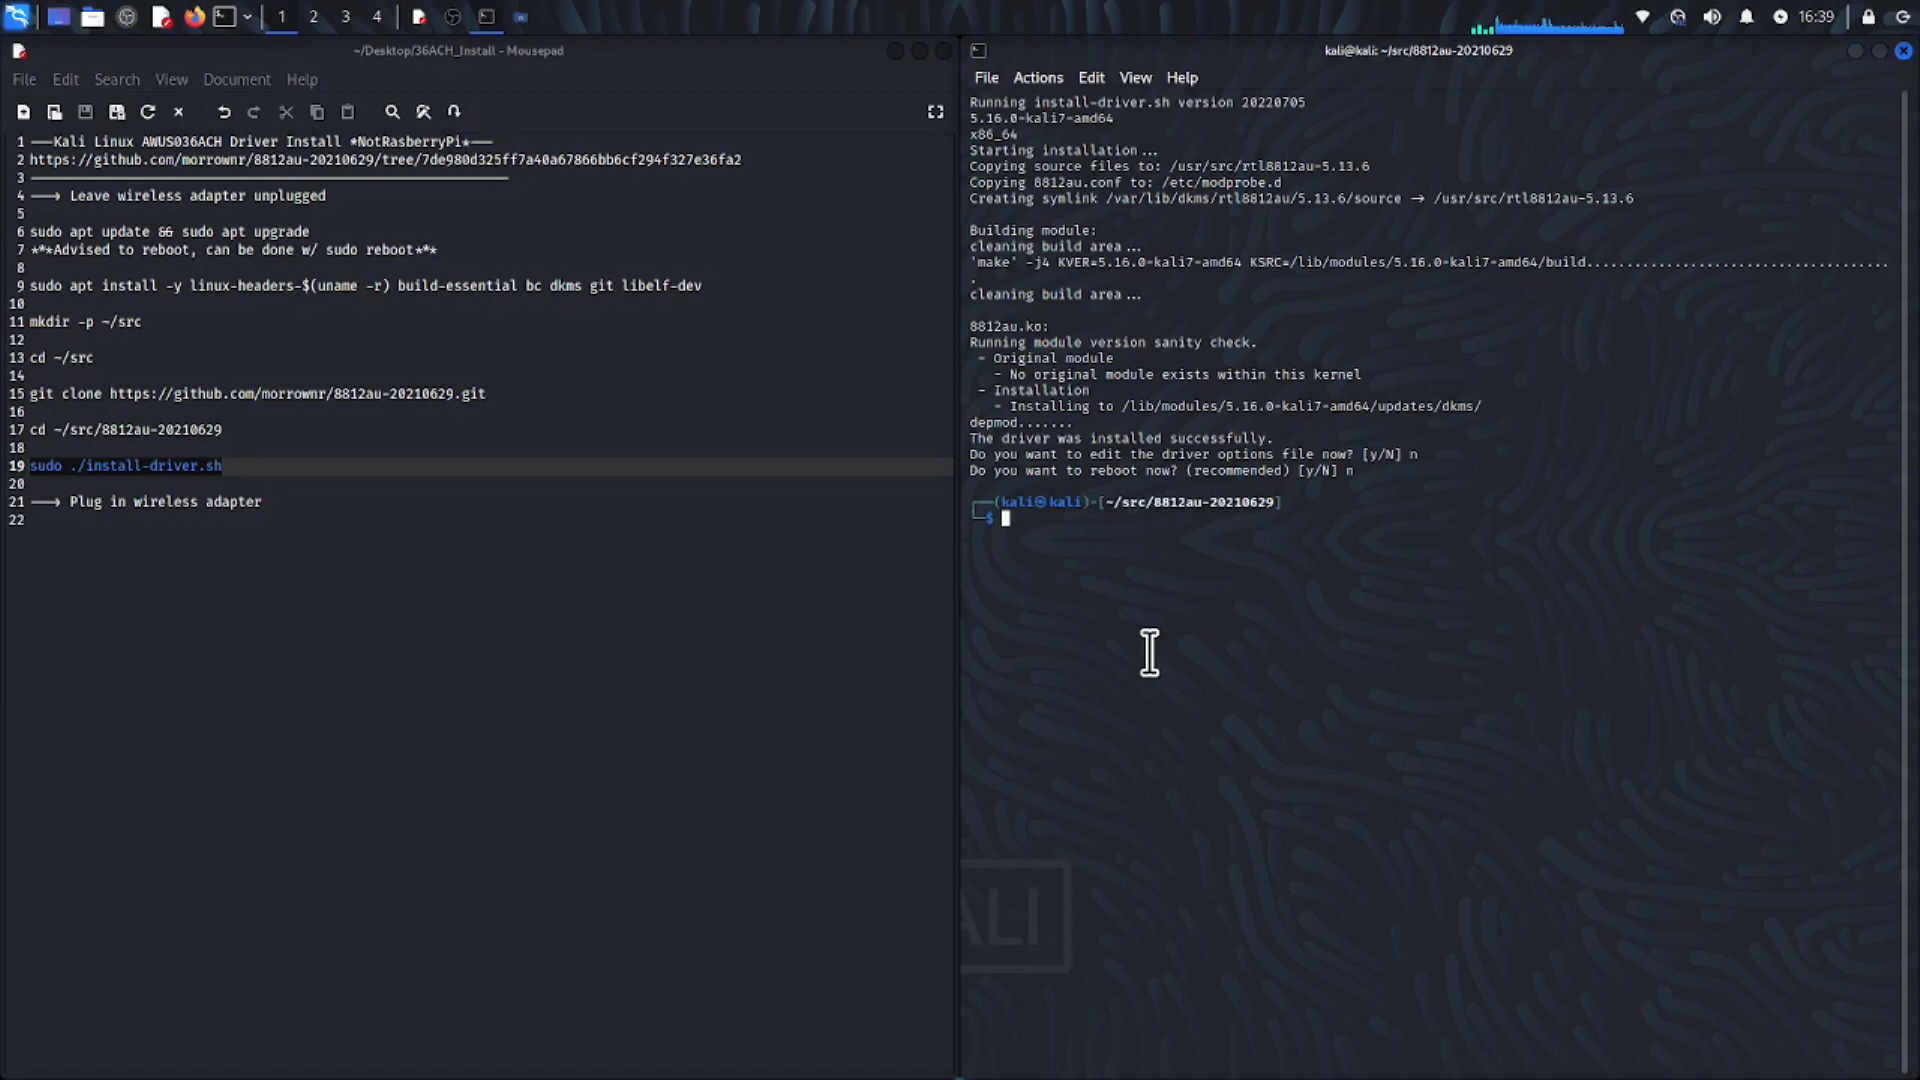 1 2 3 4
16:39
~/Desktop/36ACH_Install - Mousepad
File Edit Search View Document Help
1 ——Kali Linux AWUS036ACH Driver Install *NotRasberryPi*——
2 https://github.com/morrownr/8812au-20210629/tree/7de980d325ff7a40a67866bb6cf294f327e36fa2
3 ————————————————————————————————
4 ——→ Leave wireless adapter unplugged
5
6 sudo apt update && sudo apt upgrade
7 ***Advised to reboot, can be done w/ sudo reboot***
8
9 sudo apt install -y linux-headers-$(uname -r) build-essential bc dkms git libelf-dev
10
11 mkdir -p ~/src
12
13 cd ~/src
14
15 git clone https://github.com/morrownr/8812au-20210629.git
16
17 cd ~/src/8812au-20210629
18
19 sudo ./install-driver.sh
20
21 ——→ Plug in wireless adapter
22
kali@kali: ~/src/8812au-20210629
File Actions Edit View Help
Running install-driver.sh version 20220705
5.16.0-kali7-amd64
x86_64
Starting installation ...
Copying source files to: /usr/src/rtl8812au-5.13.6
Copying 8812au.conf to: /etc/modprobe.d
Creating symlink /var/lib/dkms/rtl8812au/5.13.6/source → /usr/src/rtl8812au-5.13.6
Building module:
cleaning build area ...
'make' -j4 KVER=5.16.0-kali7-amd64 KSRC=/lib/modules/5.16.0-kali7-amd64/build......................................
.
cleaning build area ...
8812au.ko:
Running module version sanity check.
- Original module
- No original module exists within this kernel
- Installation
- Installing to /lib/modules/5.16.0-kali7-amd64/updates/dkms/
depmod.......
The driver was installed successfully.
Do you want to edit the driver options file now? [y/N] n
Do you want to reboot now? (recommended) [y/N] n
┌──(kali㉿kali)-[~/src/8812au-20210629]
└─$
ALI